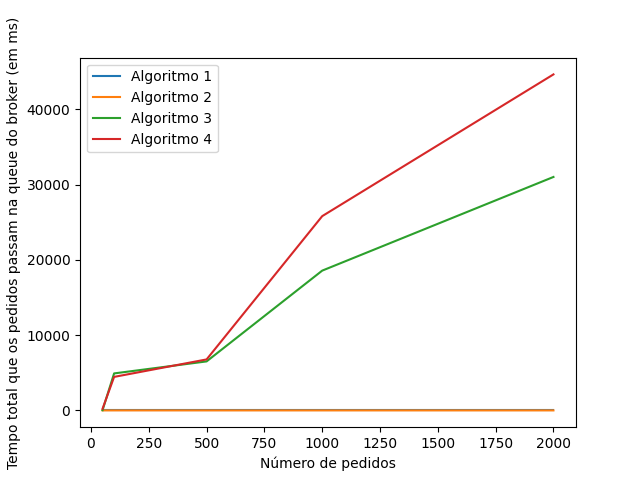 Tempo total que os pedidos passam na queue do broker (em ms)
40000
30000
20000
10000
0
Algoritmo 1
Algoritmo 2
Algoritmo 3
Algoritmo 4
0 250 500 750 1000 1250 1500 1750 2000
Número de pedidos